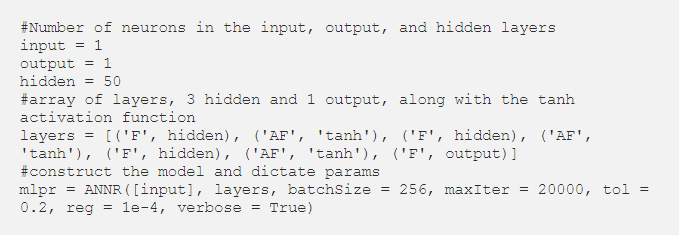 #Number of neurons in the input, output, and hidden layers
input = 1
output = 1
hidden = 50
#array of layers, 3 hidden and 1 output, along with the tanh
activation function
layers = [('F', hidden), ('AF', 'tanh'), ('F', hidden), ('AF',
'tanh'), ('F', hidden), ('AF', 'tanh'), ('F', output)]
#construct the model and dictate params
mlpr = ANNR([input], layers, batchSize = 256, maxIter = 20000, tol =
0.2, reg = 1e-4, verbose = True)